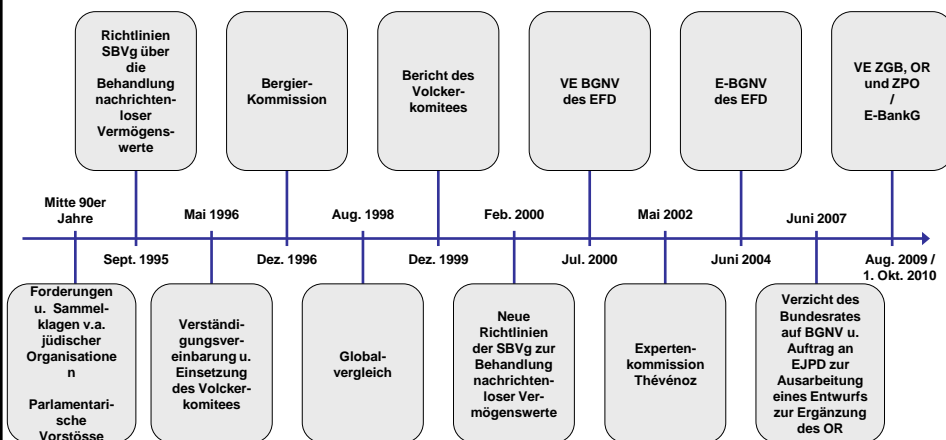 Richtlinien
SBVg über
die
Behandlung
nachrichten-
loser
Vermögens-
werte
Bergier-
Kommission
Bericht des
Volcker-
komitees
VE BGNV
des EFD
E-BGNV
des EFD
VE ZGB, OR
und ZPO
/
E-BankG
Mitte 90er
Jahre
Mai 1996
Aug. 1998
Feb. 2000
Mai 2002
Juni 2007
Sept. 1995
Dez. 1996
Dez. 1999
Jul. 2000
Juni 2004
Aug. 2009 /
1. Okt. 2010
Forderungen
u. Sammel-
klagen v.a.
jüdischer
Organisatione
n
Parlamentari-
sche
Vorstösse
Verständi-
gungsver-
einbarung u.
Einsetzung
des Volcker-
komitees
Global-
vergleich
Neue
Richtlinien
der SBVg zur
Behandlung
nachrichten-
loser Ver-
mögenswerte
Experten-
kommission
Thévénoz
Verzicht des
Bundesrates
auf BGNV u.
Auftrag an
EJPD zur
Ausarbeitung
eines Entwurfs
zur Ergänzung
des OR